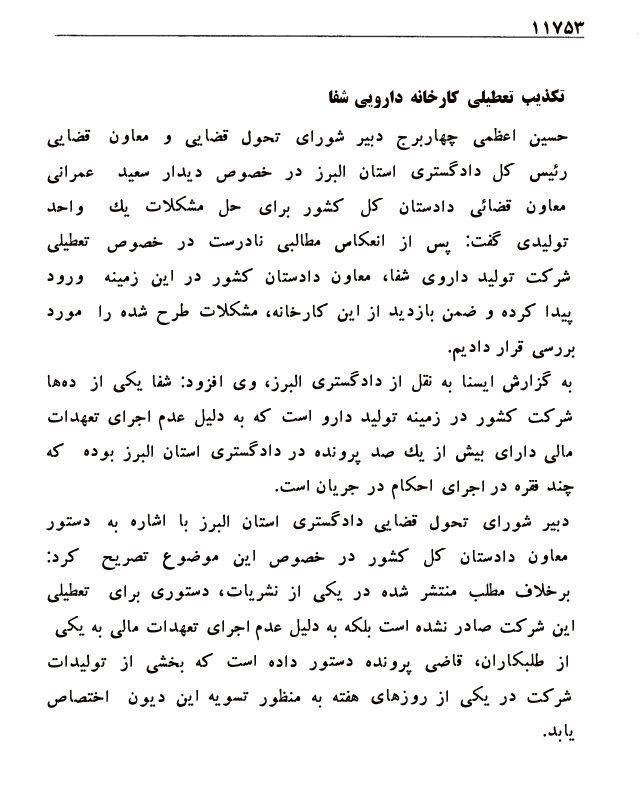 ۱۱۷۵۳
تکذیب تعطیلی کارخانه دارویی شفا
حسین اعظمی چهاربرج دبیر شورای تحول قضایی و معاون قضایی
رئیس کل دادگستری استان البرز در خصوص دیدار سعید عمرانی
معاون قضائی دادستان کل کشور برای حل مشکلات یك واحد
تولیدی گفت: پس از انعکاس مطالبی نادرست در خصوص تعطیلی
شرکت تولید داروی شفا، معاون دادستان کشور در این زمینه ورود
پیدا کرده و ضمن بازدید از این کارخانه، مشکلات طرح شده را مورد
بررسی قرار دادیم.
به گزارش ایسنا به نقل از دادگستری البرز، وی افزود: شفا یکی از ده‌ها
شرکت کشور در زمینه تولید دارو است که به دلیل عدم اجرای تعهدات
مالی دارای بیش از یك صد پرونده در دادگستری استان البرز بوده که
چند فقره در اجرای احکام در جریان است.
دبیر شورای تحول قضایی دادگستری استان البرز با اشاره به دستور
معاون دادستان کل کشور در خصوص این موضوع تصریح کرد:
برخلاف مطلب منتشر شده در یکی از نشریات، دستوری برای تعطیلی
این شرکت صادر نشده است بلکه به دلیل عدم اجرای تعهدات مالی به یکی
از طلبکاران، قاضی پرونده دستور داده است که بخشی از تولیدات
شرکت در یکی از روزهای هفته به منظور تسویه این دیون اختصاص
یابد.